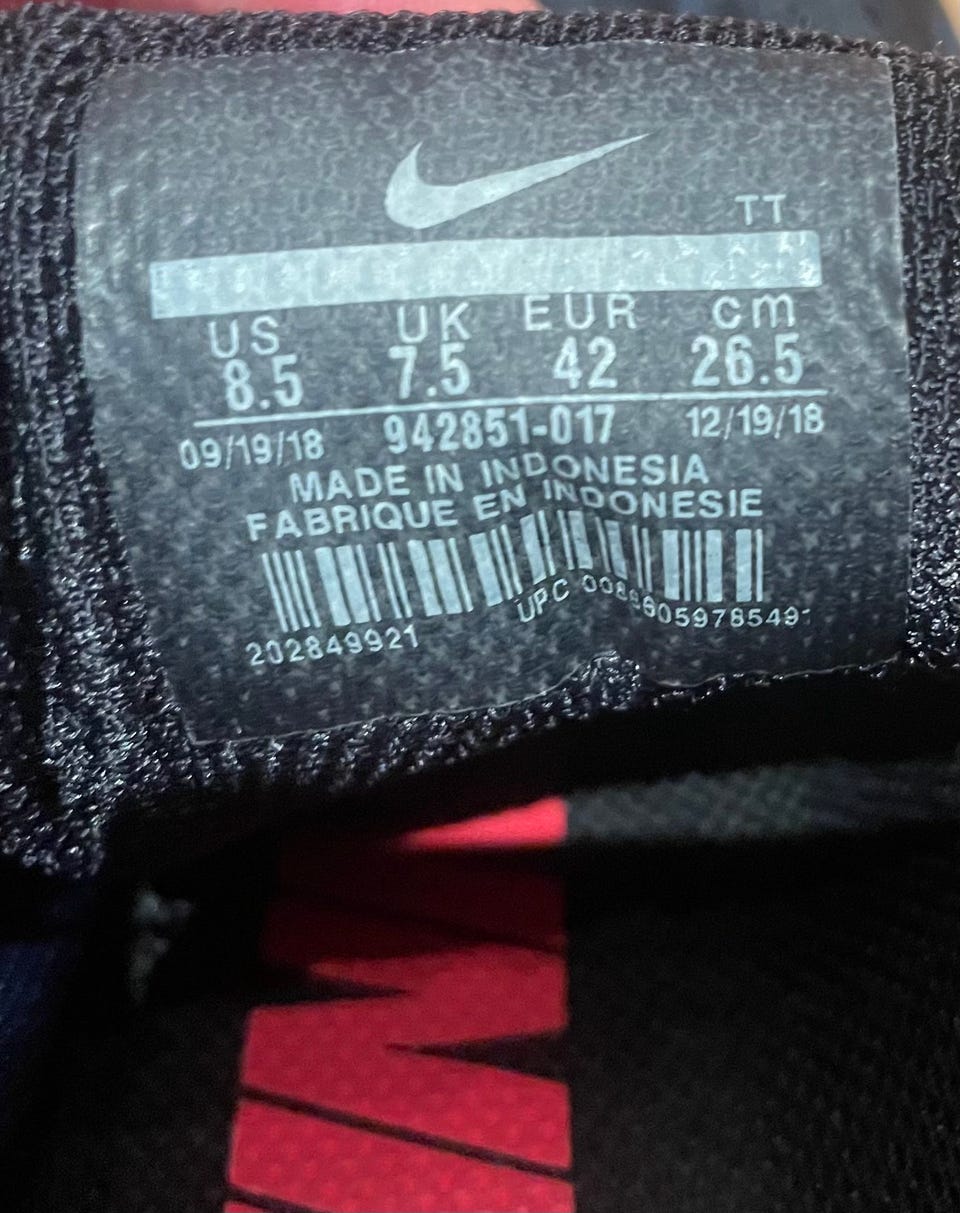 TT
US UK EUR cm
8.5 7.5 42 26.5
09/19/18 942851-017 12/19/18
MADE IN INDONESIA
FABRIQUE EN INDONESIE
202849921 UPC